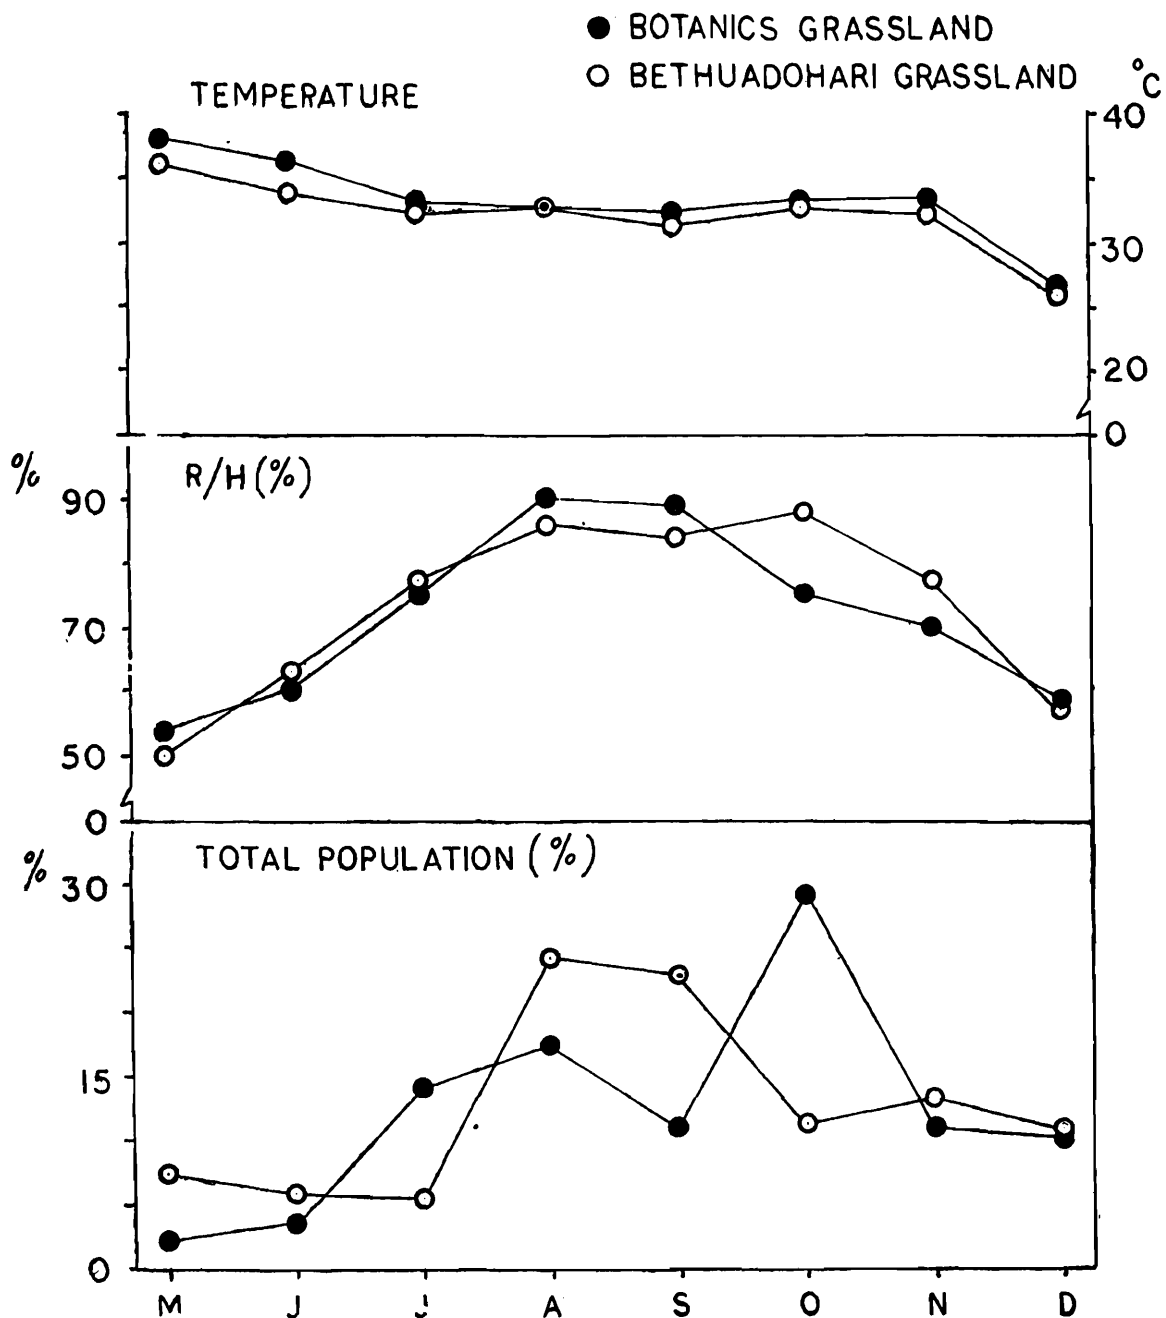 ● BOTANICS GRASSLAND
○ BETHUADOHARI GRASSLAND
TEMPERATURE
°C
40
30
20
0
%
R/H (%)
90
70
50
0
%
TOTAL POPULATION (%)
30
15
0
M J J A S O N D